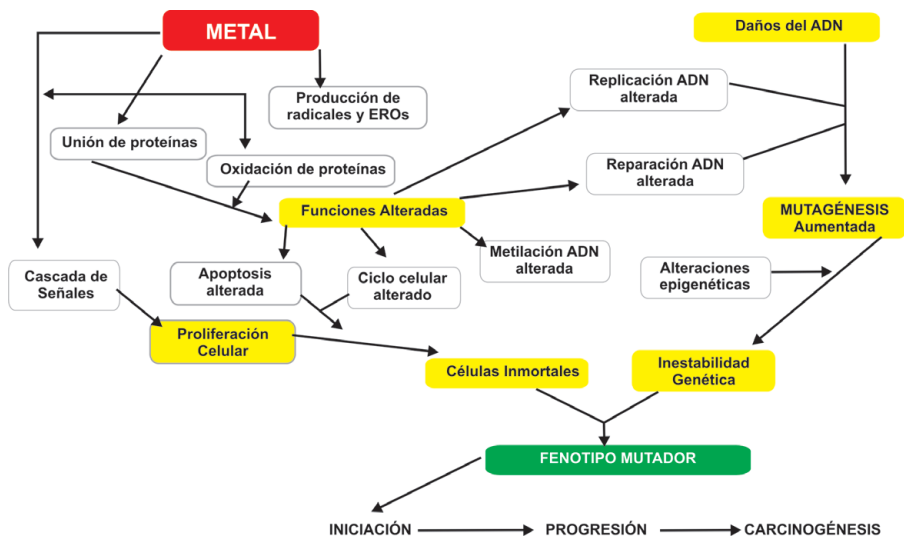 METAL
Daños del ADN
Producción de
radicales y EROs
Replicación ADN
alterada
Unión de proteínas
Oxidación de proteínas
Reparación ADN
alterada
Funciones Alteradas
MUTAGÉNESIS
Aumentada
Cascada de
Señales
Apoptosis
alterada
Ciclo celular
alterado
Metilación ADN
alterada
Alteraciones
epigenéticas
Proliferación
Celular
Células Inmortales
Inestabilidad
Genética
FENOTIPO MUTADOR
INICIACIÓN
PROGRESIÓN
CARCINOGÉNESIS